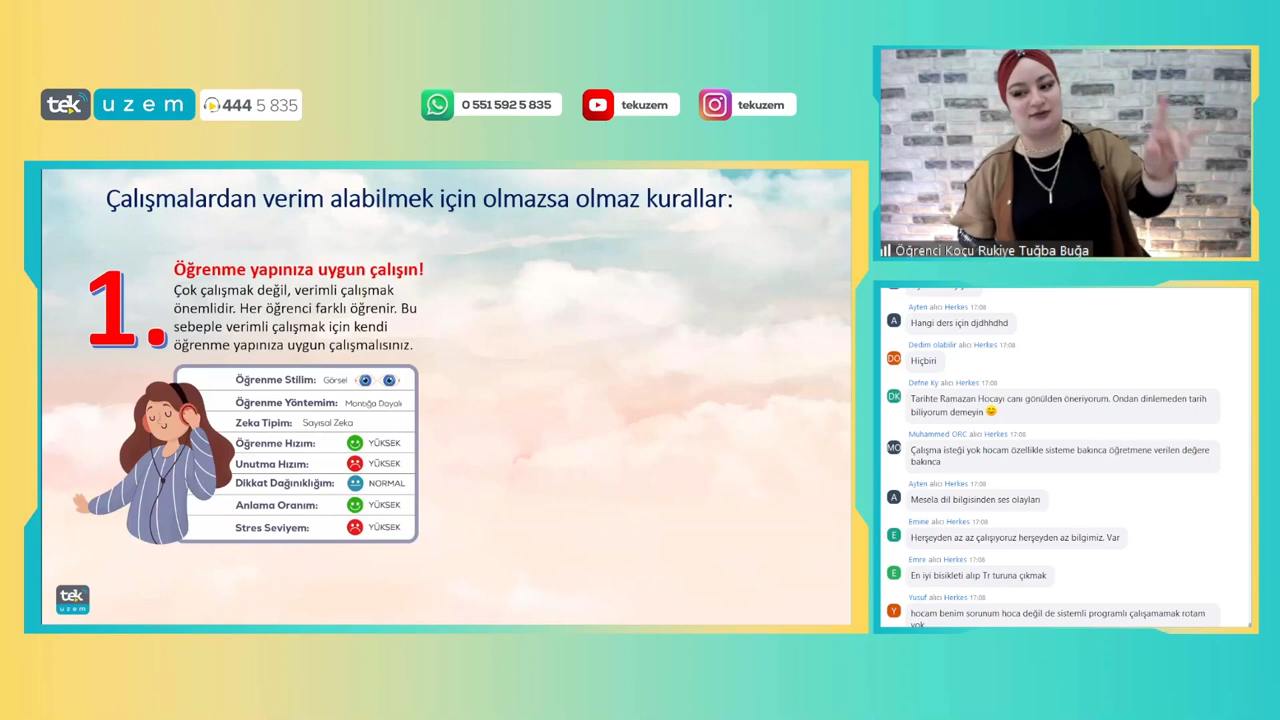 tek uzem 444 5 835
0 551 592 5 835
tekuzem
tekuzem
Çalışmalardan verim alabilmek için olmazsa olmaz kurallar:
1.
Öğrenme yapınıza uygun çalışın!
Çok çalışmak değil, verimli çalışmak
önemlidir. Her öğrenci farklı öğrenir. Bu
sebeple verimli çalışmak için kendi
öğrenme yapınıza uygun çalışmalısınız.
Öğrenme Stilim: Görsel
Öğrenme Yöntemim: Mantığa Dayalı
Zeka Tipim: Sayısal Zeka
Öğrenme Hızım: YÜKSEK
Unutma Hızım: YÜKSEK
Dikkat Dağınıklığım: NORMAL
Anlama Oranım: YÜKSEK
Stres Seviyem: YÜKSEK
tek
uzem
Öğrenci Koçu Rukiye Tuğba Buğa
Ayten alıcı Herkes 17:08
A
Hangi ders için djdhhdhd
Dedim olabilir alıcı Herkes 17:08
DO
Hiçbiri
Defne Ky alıcı Herkes 17:08
DK
Tarihte Ramazan Hocayı canı gönülden öneriyorum. Ondan dinlemeden tarih
biliyorum demeyin
Muhammed ORC alıcı Herkes 17:08
MO
Çalışma isteği yok hocam özellikle sisteme bakınca öğretmene verilen değere
bakınca
Ayten alıcı Herkes 17:08
A
Mesela dil bilgisinden ses olayları
Emine alıcı Herkes 17:08
E
Herşeyden az az çalışıyoruz herşeyden az bilgimiz. Var
Emre alıcı Herkes 17:08
E
En iyi bisikleti alıp Tr turuna çıkmak
Yusuf alıcı Herkes 17:08
Y
hocam benim sorunum hoca değil de sistemli programlı çalışamamak rotam
yok